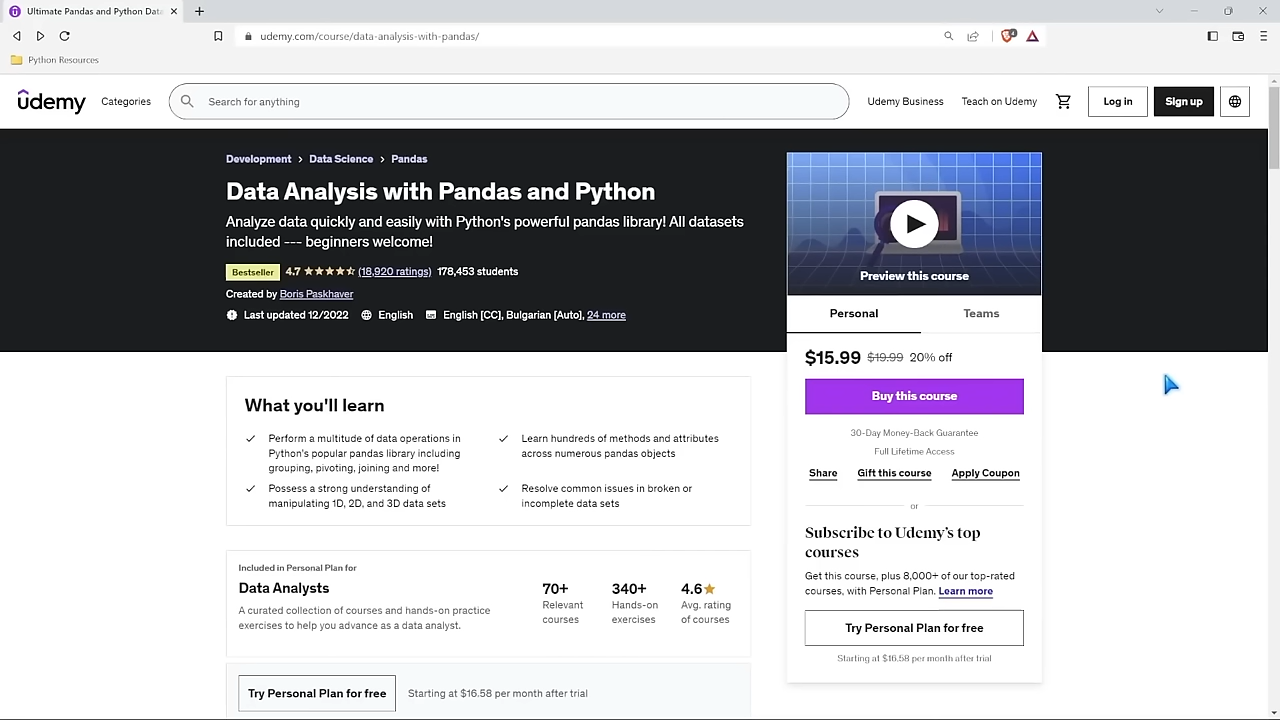 Ultimate Pandas and Python Data
udemy.com/course/data-analysis-with-pandas/
4
Python Resources
udemy
Categories
Search for anything
Udemy Business
Teach on Udemy
Log in
Sign up
Development > Data Science > Pandas
Data Analysis with Pandas and Python
Analyze data quickly and easily with Python's powerful pandas library! All datasets
included --- beginners welcome!
Bestseller 4.7 (18,920 ratings) 178,453 students
Created by Boris Paskhaver
Last updated 12/2022 English English [CC], Bulgarian [Auto], 24 more
Preview this course
Personal
Teams
$15.99 $19.99 20% off
Buy this course
30-Day Money-Back Guarantee
Full Lifetime Access
Share Gift this course Apply Coupon
or
Subscribe to Udemy's top
courses
Get this course, plus 8,000+ of our top-rated
courses, with Personal Plan. Learn more
Try Personal Plan for free
Starting at $16.58 per month after trial
What you'll learn
Perform a multitude of data operations in
Python's popular pandas library including
grouping, pivoting, joining and more!
Learn hundreds of methods and attributes
across numerous pandas objects
Possess a strong understanding of
manipulating 1D, 2D, and 3D data sets
Resolve common issues in broken or
incomplete data sets
Included in Personal Plan for
Data Analysts
A curated collection of courses and hands-on practice
exercises to help you advance as a data analyst.
70+
Relevant
courses
340+
Hands-on
exercises
4.6
Avg. rating
of courses
Try Personal Plan for free
Starting at $16.58 per month after trial